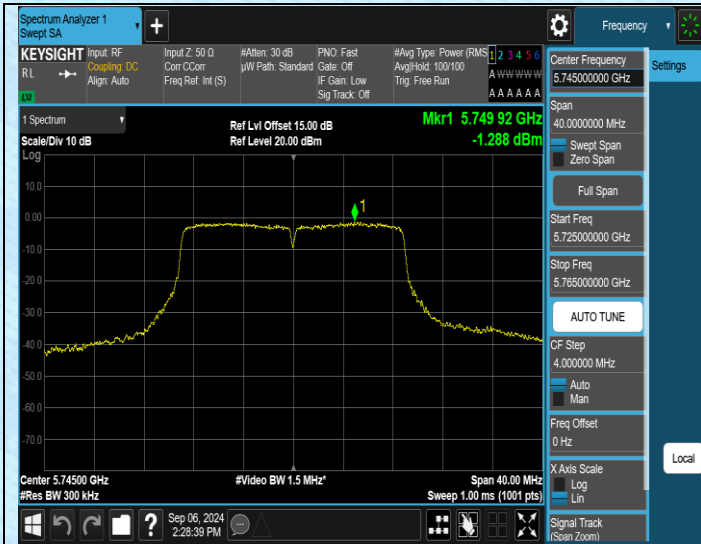 Spectrum Analyzer 1
Swept SA
+
Frequency
KEYSIGHT
RL
Input: RF
Coupling: DC
Align: Auto
Input Z: 50 Ω
Corr CCorr
Freq Ref: Int (S)
#Atten: 30 dB
µW Path: Standard
PNO: Fast
Gate: Off
IF Gain: Low
Sig Track: Off
#Avg Type: Power (RMS
Avg|Hold: 100/100
Trig: Free Run
1 2 3 4 5 6
A W W W W W
A A A A A A
Settings
Center Frequency
5.745000000 GHz
Span
40.0000000 MHz
Swept Span
Zero Span
Full Span
Start Freq
5.725000000 GHz
Stop Freq
5.765000000 GHz
AUTO TUNE
CF Step
4.000000 MHz
Auto
Man
Freq Offset
0 Hz
X Axis Scale
Log
Lin
Signal Track
(Span Zoom)
Local
1 Spectrum
Scale/Div 10 dB
Log
Ref Lvl Offset 15.00 dB
Ref Level 20.00 dBm
Mkr1 5.749 92 GHz
-1.288 dBm
10.0
0.00
-10.0
-20.0
-30.0
-40.0
-50.0
-60.0
-70.0
1
Center 5.74500 GHz
#Res BW 300 kHz
#Video BW 1.5 MHz*
Span 40.00 MHz
Sweep 1.00 ms (1001 pts)
?
Sep 06, 2024
2:28:39 PM